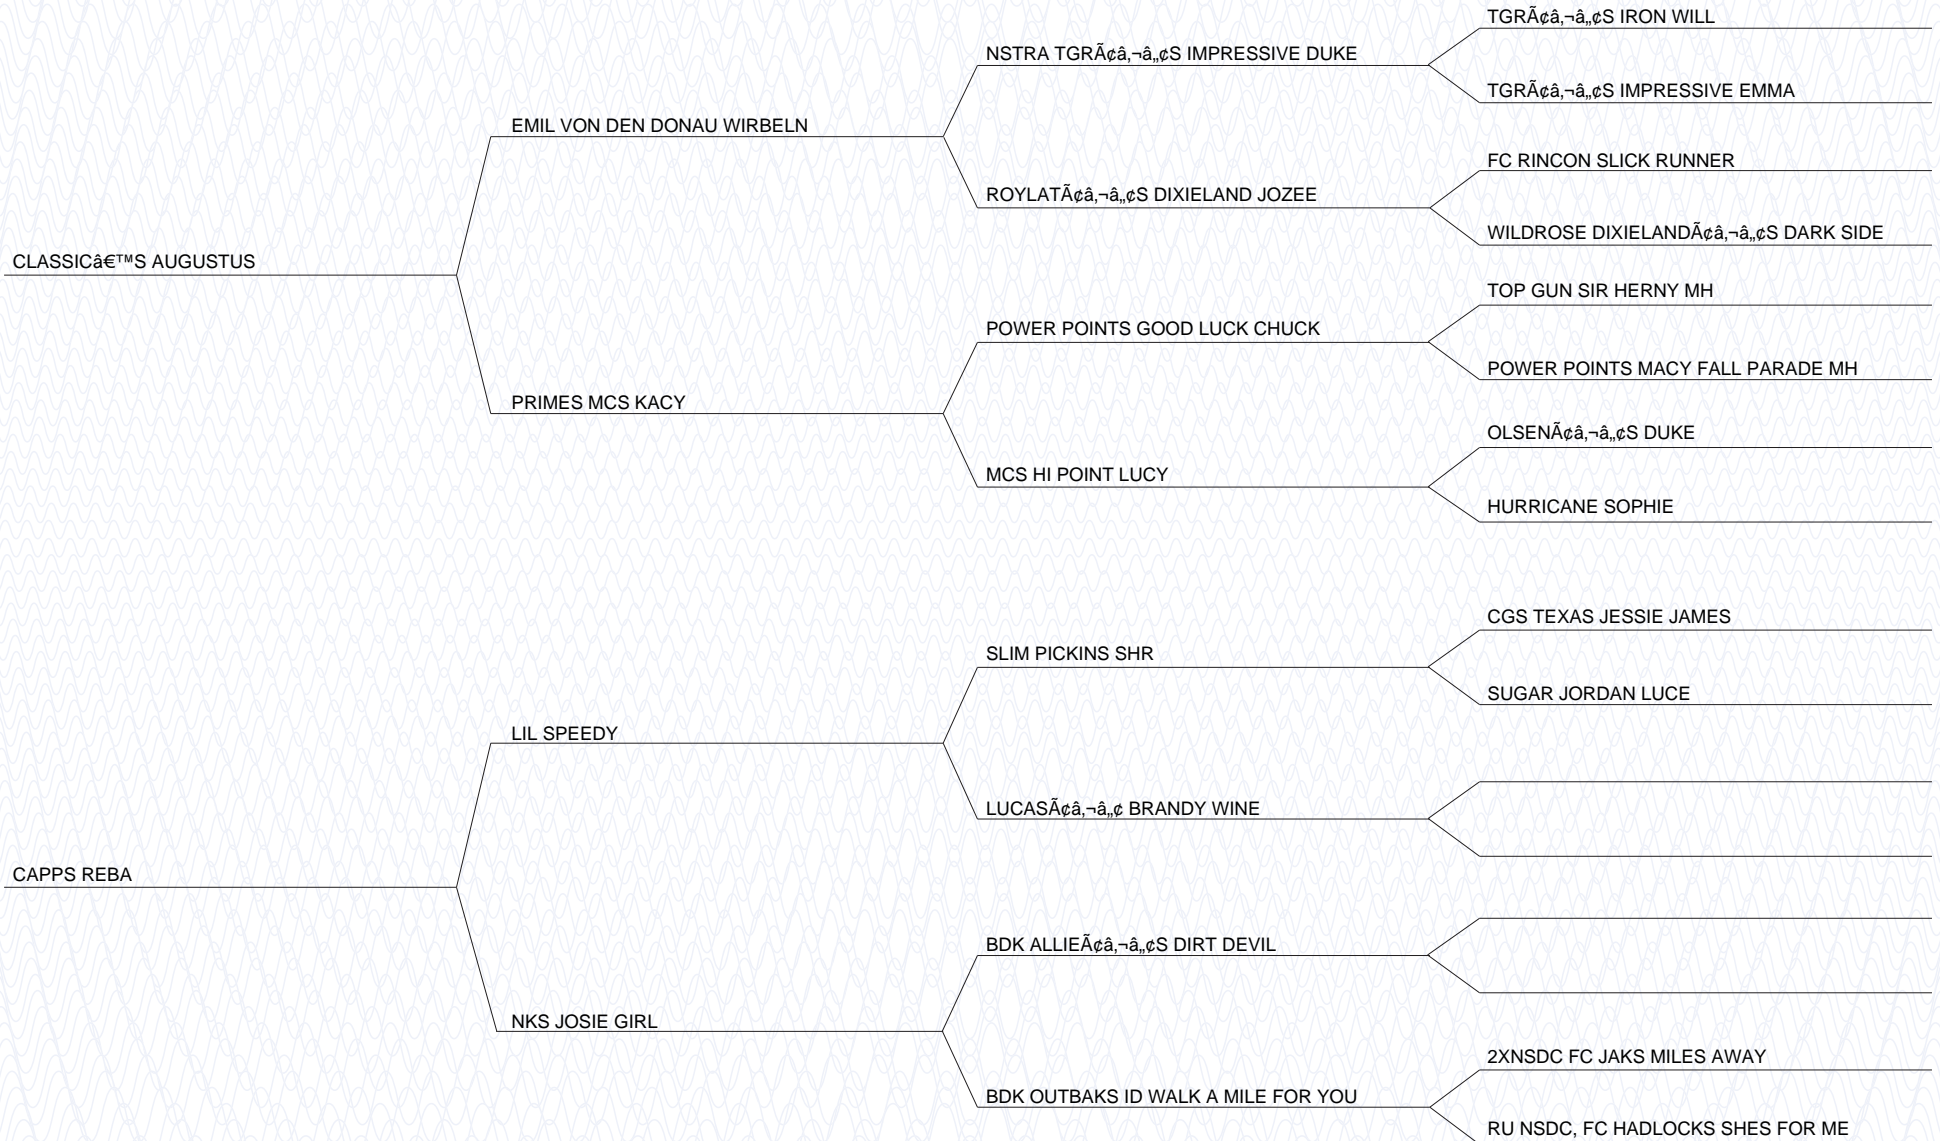 TGRÃ¢â‚¬â„¢S IRON WILL
NSTRA TGRÃ¢â‚¬â„¢S IMPRESSIVE DUKE
TGRÃ¢â‚¬â„¢S IMPRESSIVE EMMA
EMIL VON DEN DONAU WIRBELN
FC RINCON SLICK RUNNER
ROYLATÃ¢â‚¬â„¢S DIXIELAND JOZEE
WILDROSE DIXIELANDÃ¢â‚¬â„¢S DARK SIDE
CLASSICâ€™S AUGUSTUS
TOP GUN SIR HERNY MH
POWER POINTS GOOD LUCK CHUCK
POWER POINTS MACY FALL PARADE MH
PRIMES MCS KACY
OLSENÃ¢â‚¬â„¢S DUKE
MCS HI POINT LUCY
HURRICANE SOPHIE
CGS TEXAS JESSIE JAMES
SLIM PICKINS SHR
SUGAR JORDAN LUCE
LIL SPEEDY
LUCASÃ¢â‚¬â„¢ BRANDY WINE
CAPPS REBA
BDK ALLIEÃ¢â‚¬â„¢S DIRT DEVIL
NKS JOSIE GIRL
2XNSDC FC JAKS MILES AWAY
BDK OUTBAKS ID WALK A MILE FOR YOU
RU NSDC, FC HADLOCKS SHES FOR ME